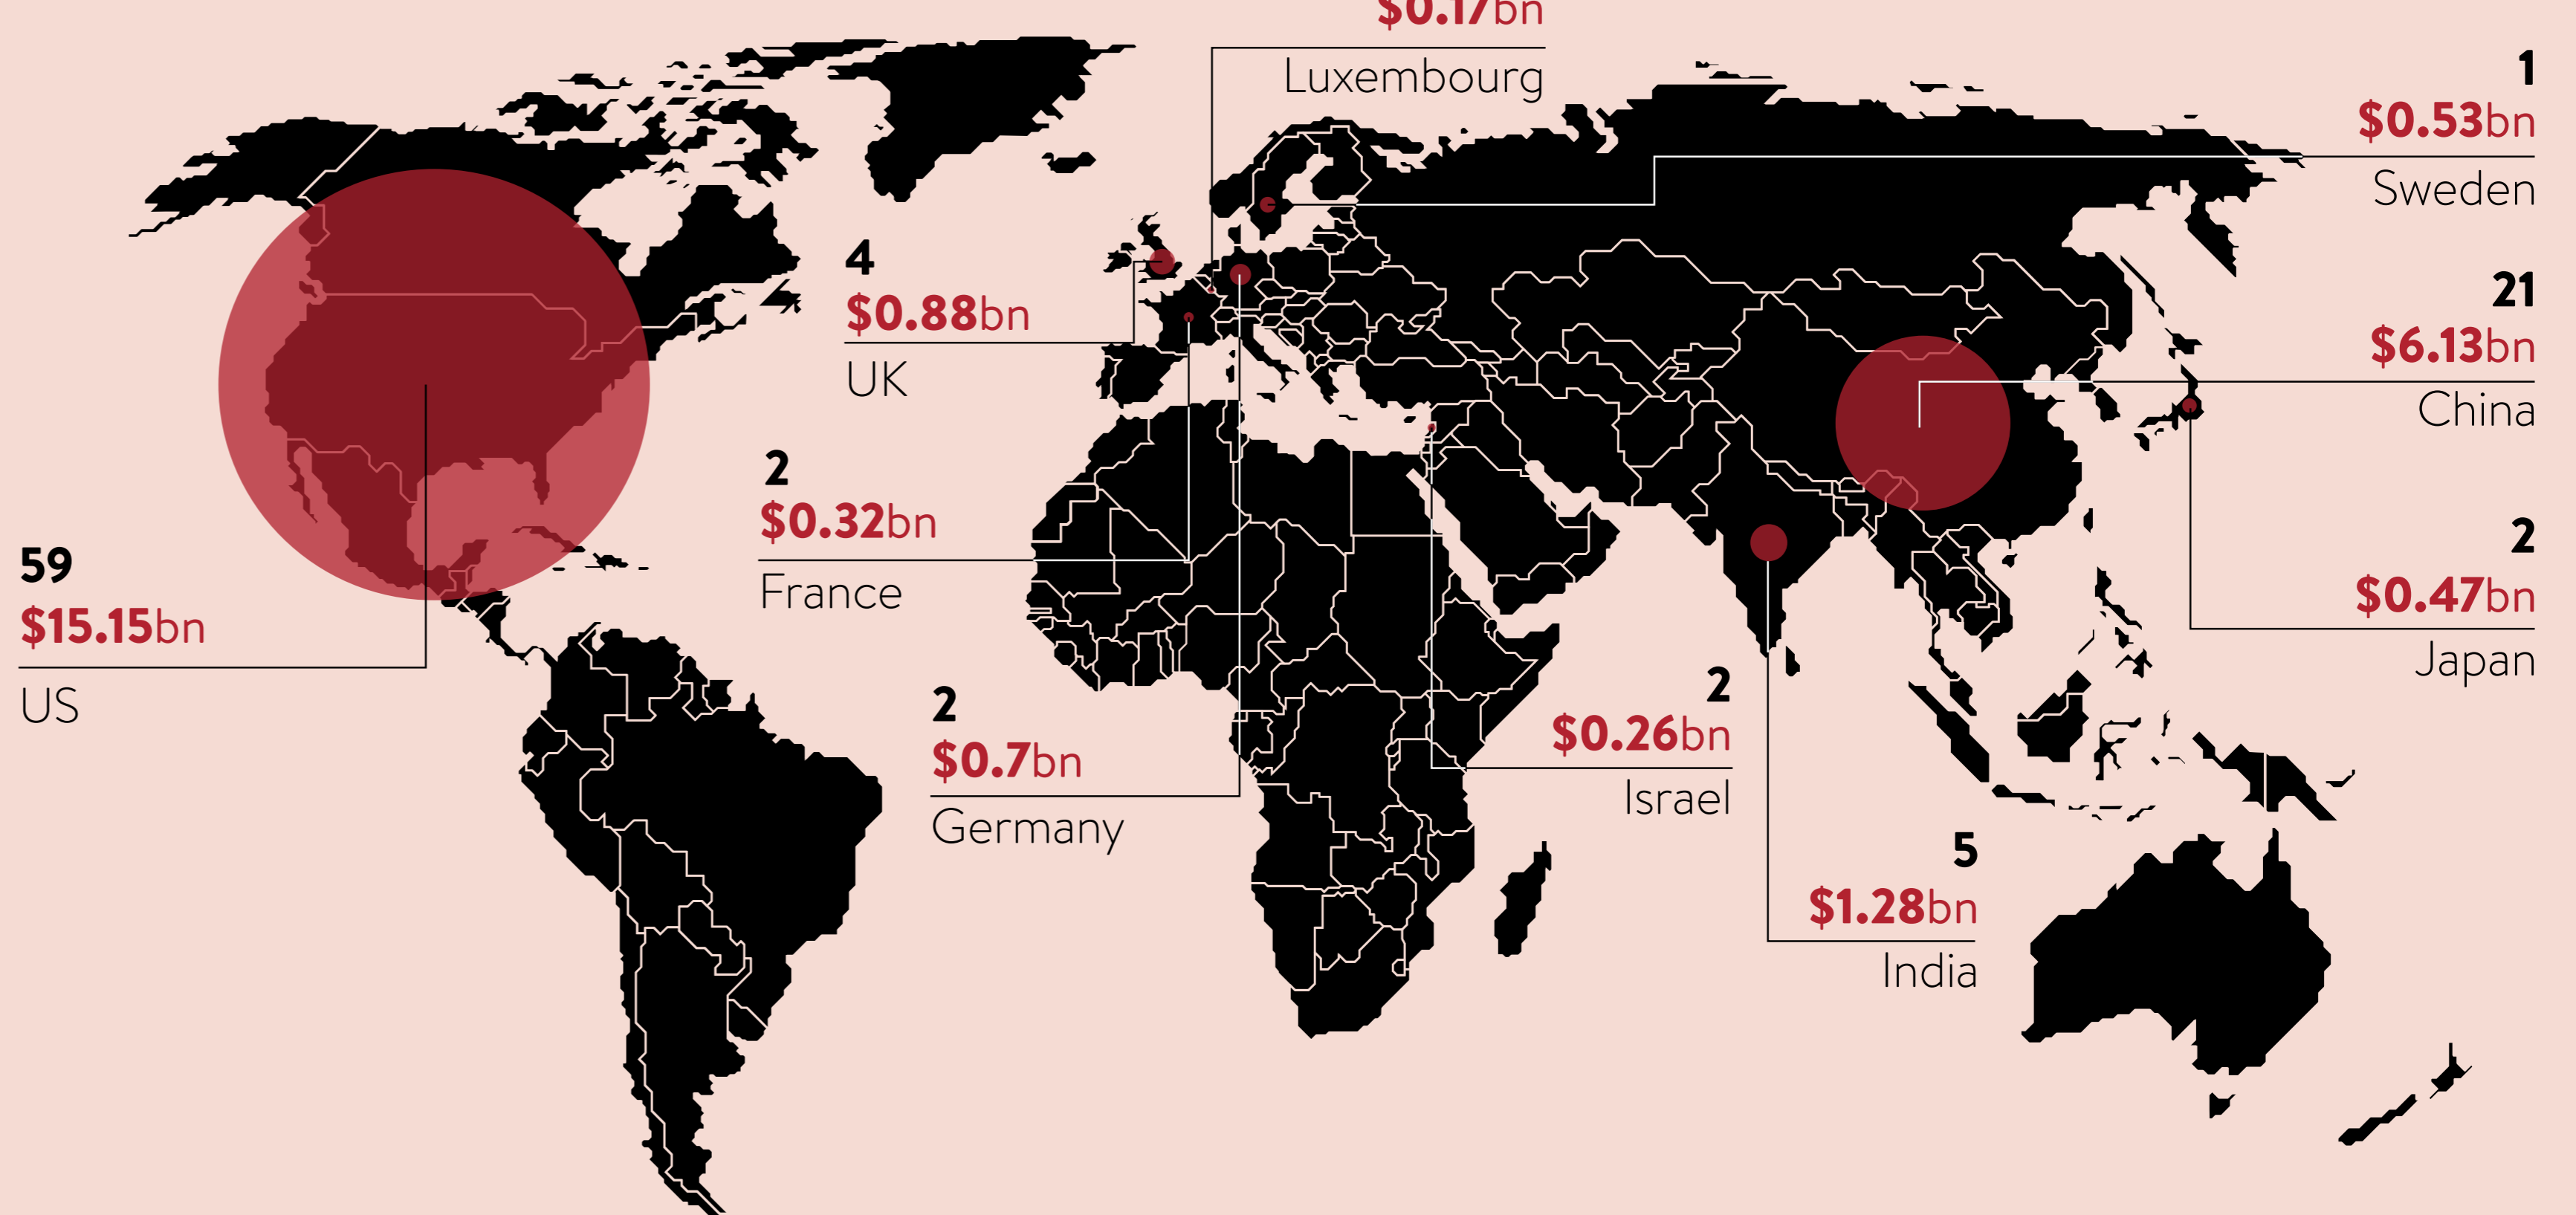 $0.17bn
Luxembourg
1
$0.53bn
Sweden
4
$0.88bn
UK
21
$6.13bn
China
2
$0.32bn
France
59
$15.15bn
US
2
$0.47bn
Japan
2
$0.7bn
Germany
2
$0.26bn
Israel
5
$1.28bn
India